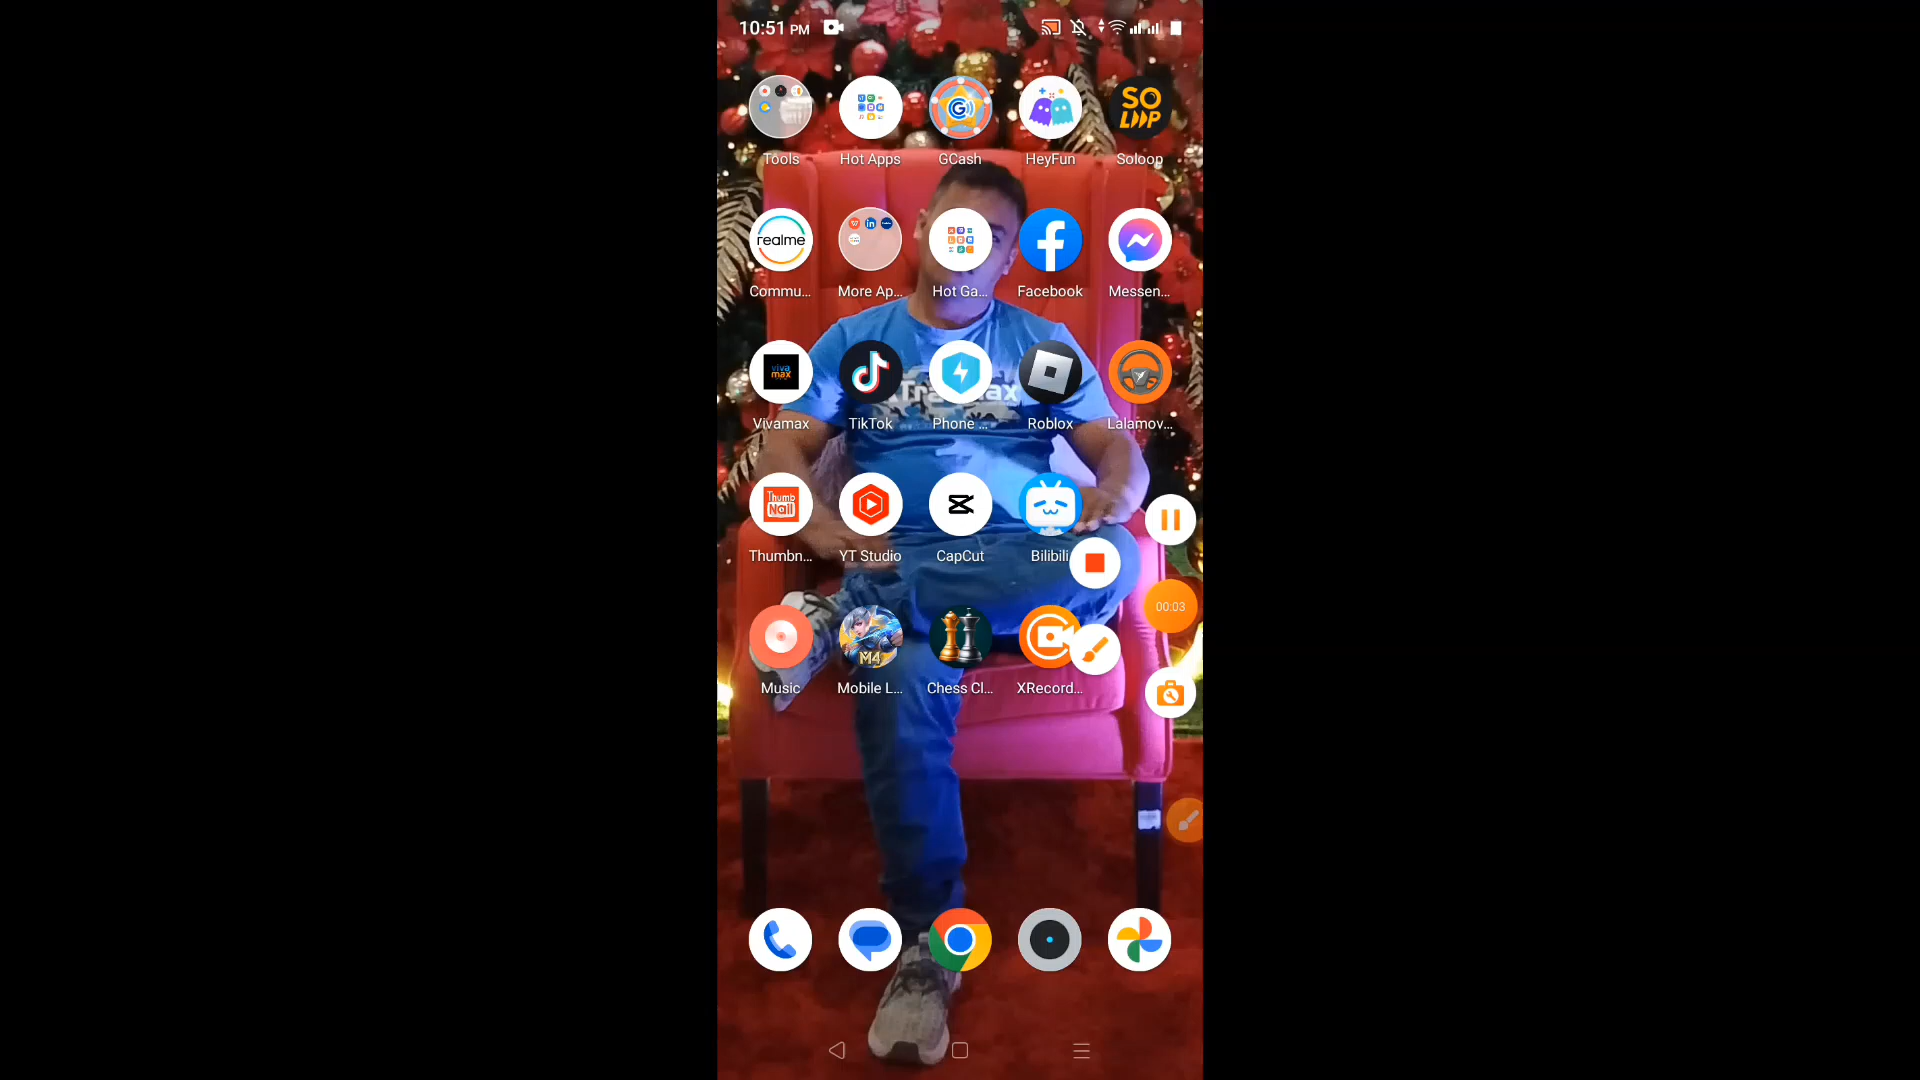 10:51 PM
SO
LOOP
Tools
Hot Apps
GCash
HeyFun
Soloop
realme
Commu...
More Ap...
Hot Ga...
Facebook
Messen...
viva
max
Vivamax
TikTok
Phone ...
Roblox
Lalamov...
Thumb
Nail
Thumbn...
YT Studio
CapCut
Bilibili
00:03
M4
Music
Mobile L...
Chess Cl...
XRecord...